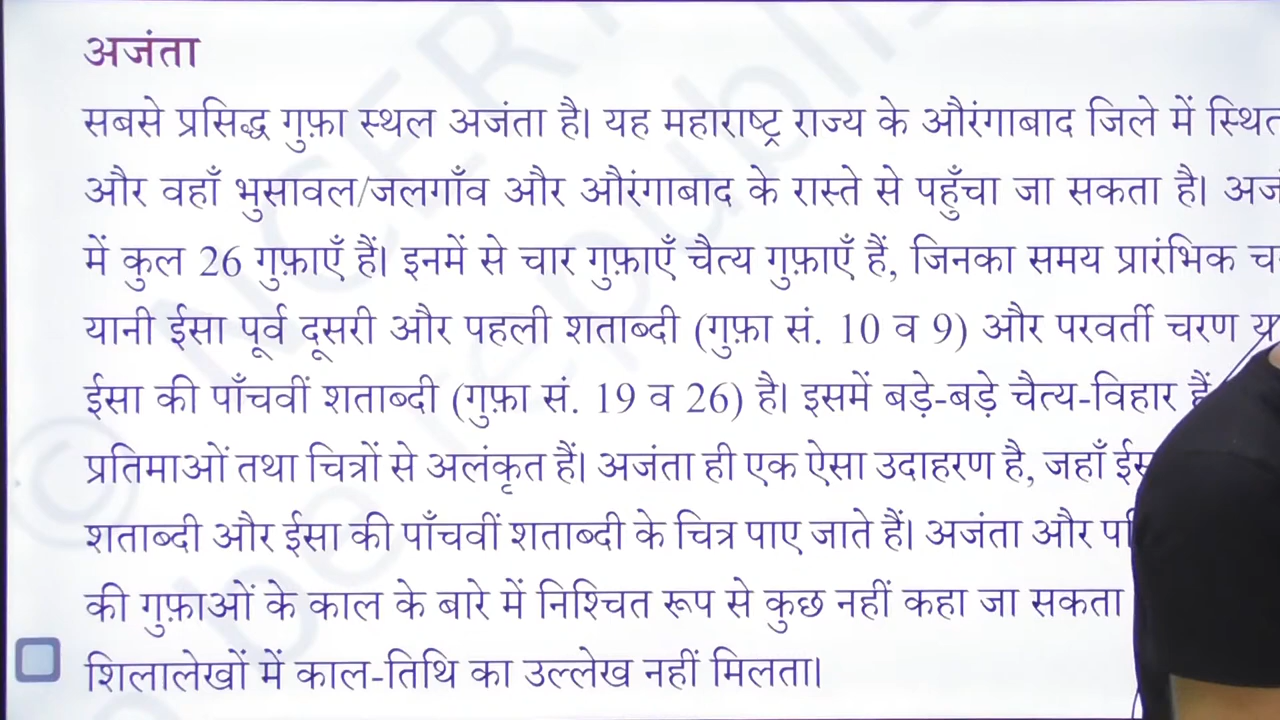 अजंता
सबसे प्रसिद्ध गुफ़ा स्थल अजंता है। यह महाराष्ट्र राज्य के औरंगाबाद जिले में स्थित
और वहाँ भुसावल/जलगाँव और औरंगाबाद के रास्ते से पहुँचा जा सकता है।
में कुल 26 गुफ़ाएँ हैं। इनमें से चार गुफ़ाएँ चैत्य गुफ़ाएँ हैं, जिनका समय प्रारंभिक
यानी ईसा पूर्व दूसरी और पहली शताब्दी (गुफ़ा सं. 10 व 9) और परवर्ती चरण
ईसा की पाँचवीं शताब्दी (गुफ़ा सं. 19 व 26) है। इसमें बड़े-बड़े चैत्य-विहार हैं
प्रतिमाओं तथा चित्रों से अलंकृत हैं। अजंता ही एक ऐसा उदाहरण है, जहाँ
शताब्दी और ईसा की पाँचवीं शताब्दी के चित्र पाए जाते हैं। अजंता और
की गुफ़ाओं के काल के बारे में निश्चित रूप से कुछ नहीं कहा जा सकता
शिलालेखों में काल-तिथि का उल्लेख नहीं मिलता।